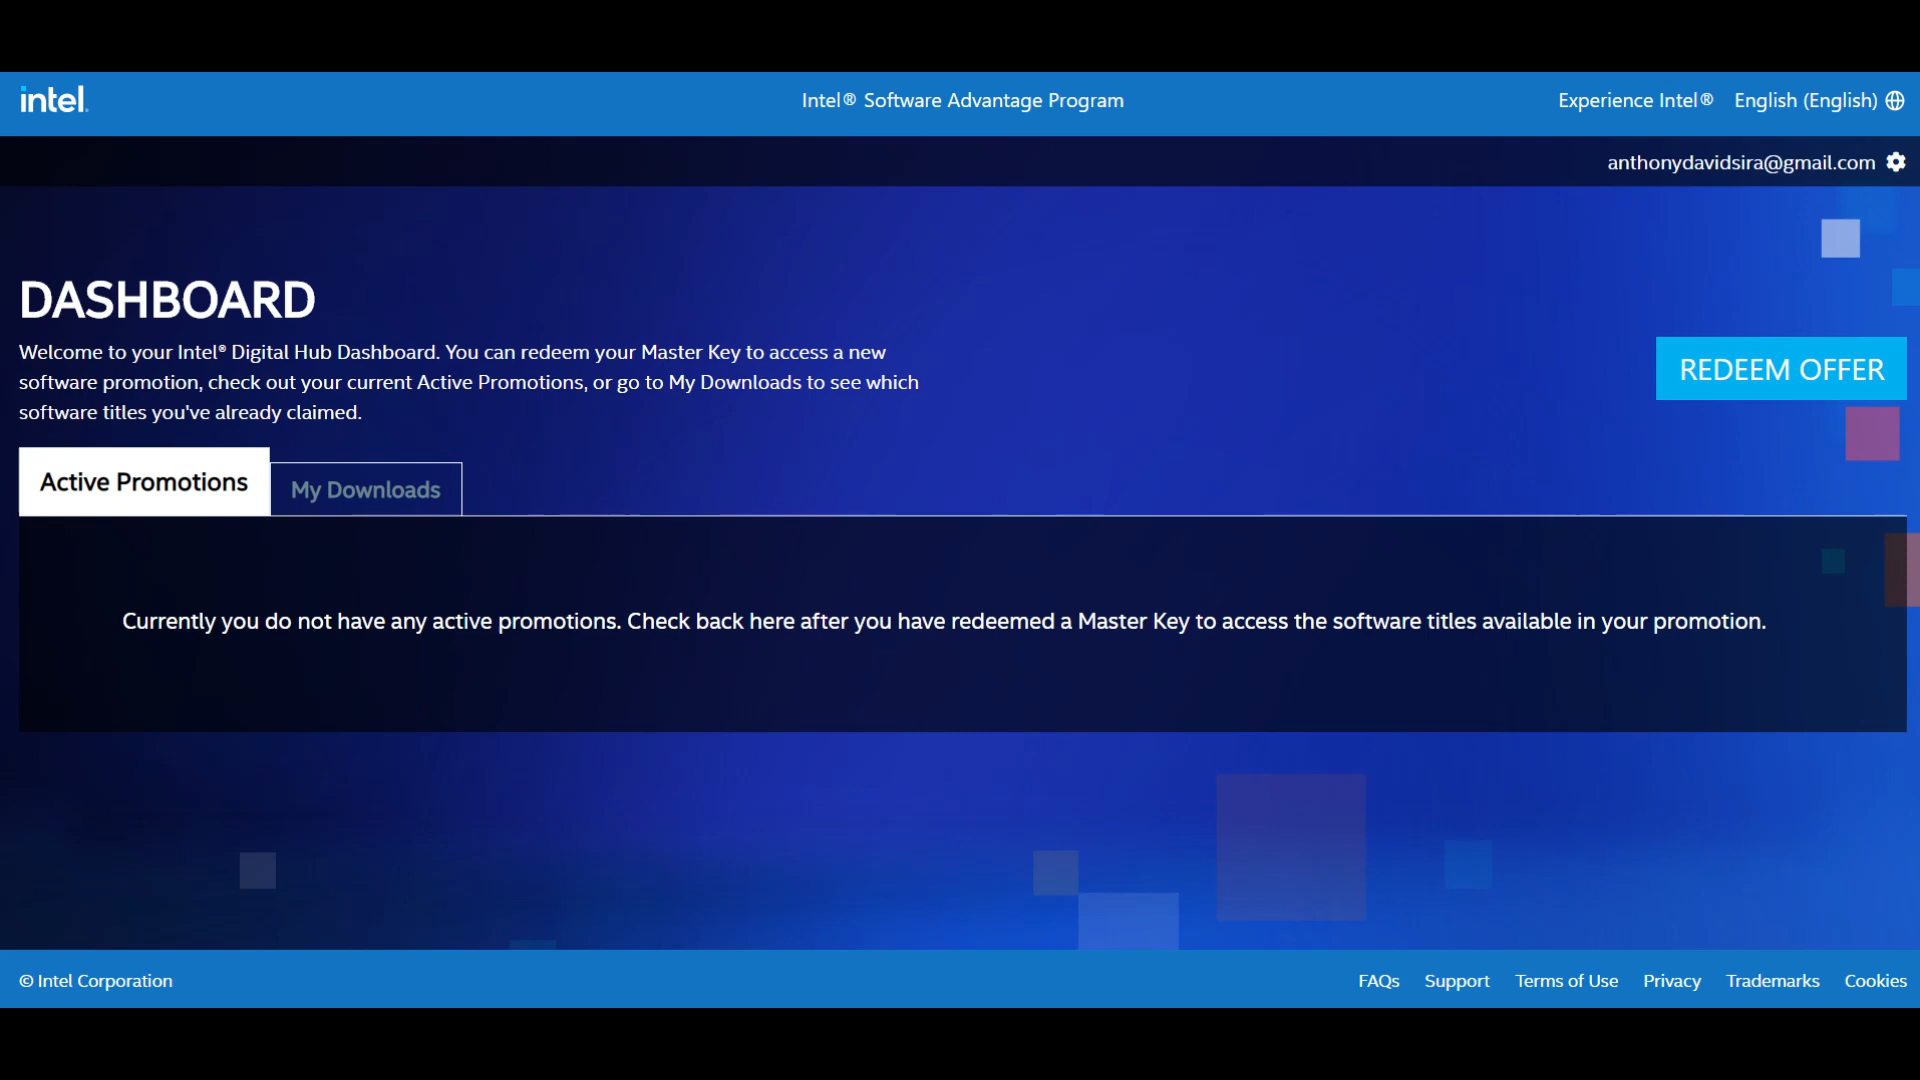 intel.
Intel® Software Advantage Program
Experience Intel® English (English)
anthonydavidsira@gmail.com
DASHBOARD
Welcome to your Intel® Digital Hub Dashboard. You can redeem your Master Key to access a new
software promotion, check out your current Active Promotions, or go to My Downloads to see which
software titles you've already claimed.
REDEEM OFFER
Active Promotions
My Downloads
Currently you do not have any active promotions. Check back here after you have redeemed a Master Key to access the software titles available in your promotion.
© Intel Corporation
FAQs Support Terms of Use Privacy Trademarks Cookies